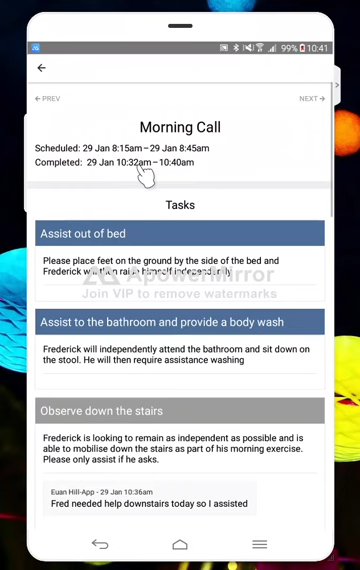 99% 10:41
PREV
NEXT
Morning Call
Scheduled: 29 Jan 8:15am – 29 Jan 8:45am
Completed: 29 Jan 10:32am – 10:40am
Tasks
Assist out of bed
Please place feet on the ground by the side of the bed and
Frederick will then raise himself independently
ApowerMirror
Join VIP to remove watermarks
Assist to the bathroom and provide a body wash
Frederick will independently attend the bathroom and sit down on
the stool. He will then require assistance washing
Observe down the stairs
Frederick is looking to remain as independent as possible and is
able to mobilise down the stairs as part of his morning exercise.
Please only assist if he asks.
Euan Hill-App - 29 Jan 10:36am
Fred needed help downstairs today so I assisted